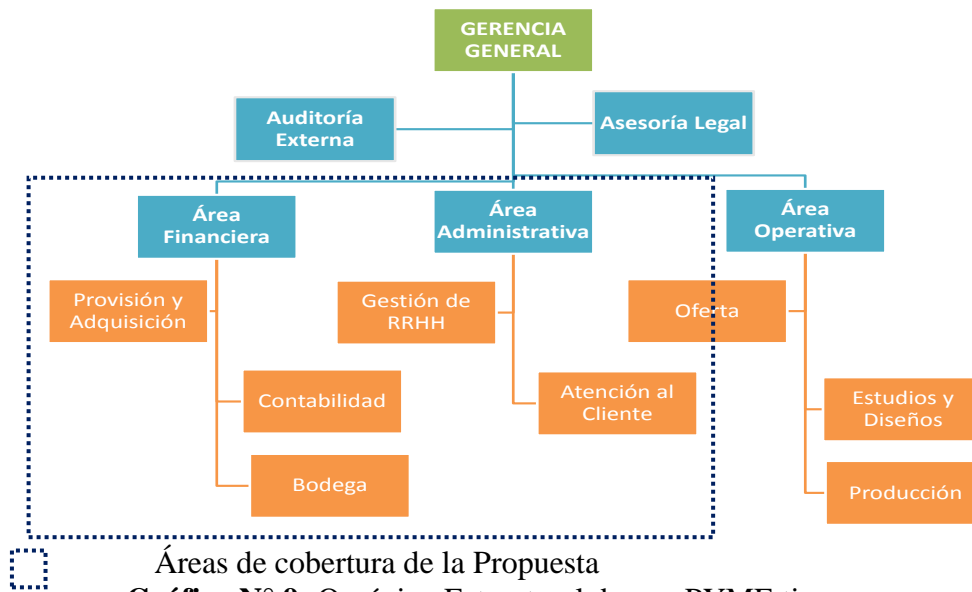 GERENCIA
GENERAL
Auditoría
Externa
Asesoría Legal
Área
Financiera
Área
Administrativa
Área
Operativa
Provisión y
Adquisición
Gestión de
RRHH
Oferta
Contabilidad
Atención al
Cliente
Estudios y
Diseños
Bodega
Producción
Áreas de cobertura de la Propuesta